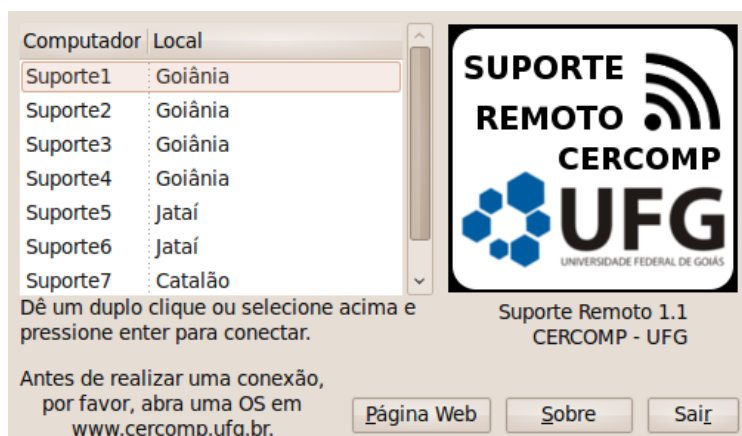 Computador Local
Suporte1 Goiânia
Suporte2 Goiânia
Suporte3 Goiânia
Suporte4 Goiânia
Suporte5 Jataí
Suporte6 Jataí
Suporte7 Catalão
Dê um duplo clique ou selecione acima e
pressione enter para conectar.
Antes de realizar uma conexão,
por favor, abra uma OS em
www.cercomp.ufg.br.
SUPORTE
REMOTO
CERCOMP
UFG
UNIVERSIDADE FEDERAL DE GOIÁS
Suporte Remoto 1.1
CERCOMP - UFG
Página Web
Sobre
Sair